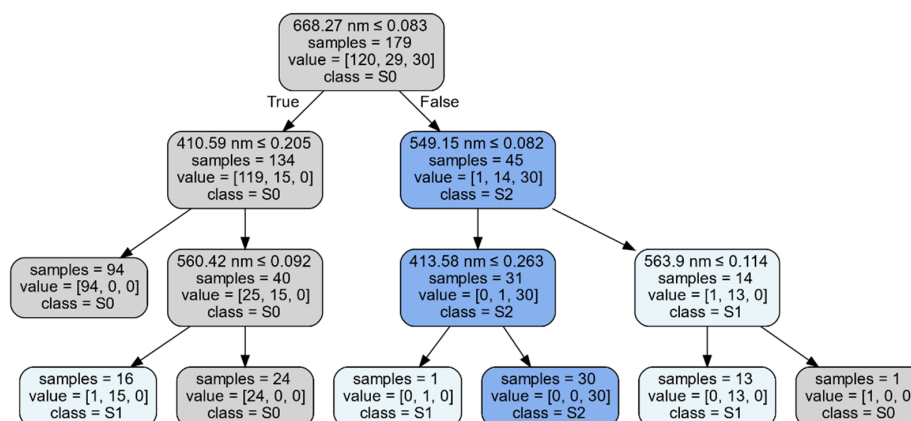 668.27 nm ≤ 0.083
samples = 179
value = [120, 29, 30]
class = S0
True
False
410.59 nm ≤ 0.205
samples = 134
value = [119, 15, 0]
class = S0
549.15 nm ≤ 0.082
samples = 45
value = [1, 14, 30]
class = S2
samples = 94
value = [94, 0, 0]
class = S0
560.42 nm ≤ 0.092
samples = 40
value = [25, 15, 0]
class = S0
413.58 nm ≤ 0.263
samples = 31
value = [0, 1, 30]
class = S2
563.9 nm ≤ 0.114
samples = 14
value = [1, 13, 0]
class = S1
samples = 16
value = [1, 15, 0]
class = S1
samples = 24
value = [24, 0, 0]
class = S0
samples = 1
value = [0, 1, 0]
class = S1
samples = 30
value = [0, 0, 30]
class = S2
samples = 13
value = [0, 13, 0]
class = S1
samples = 1
value = [1, 0, 0]
class = S0